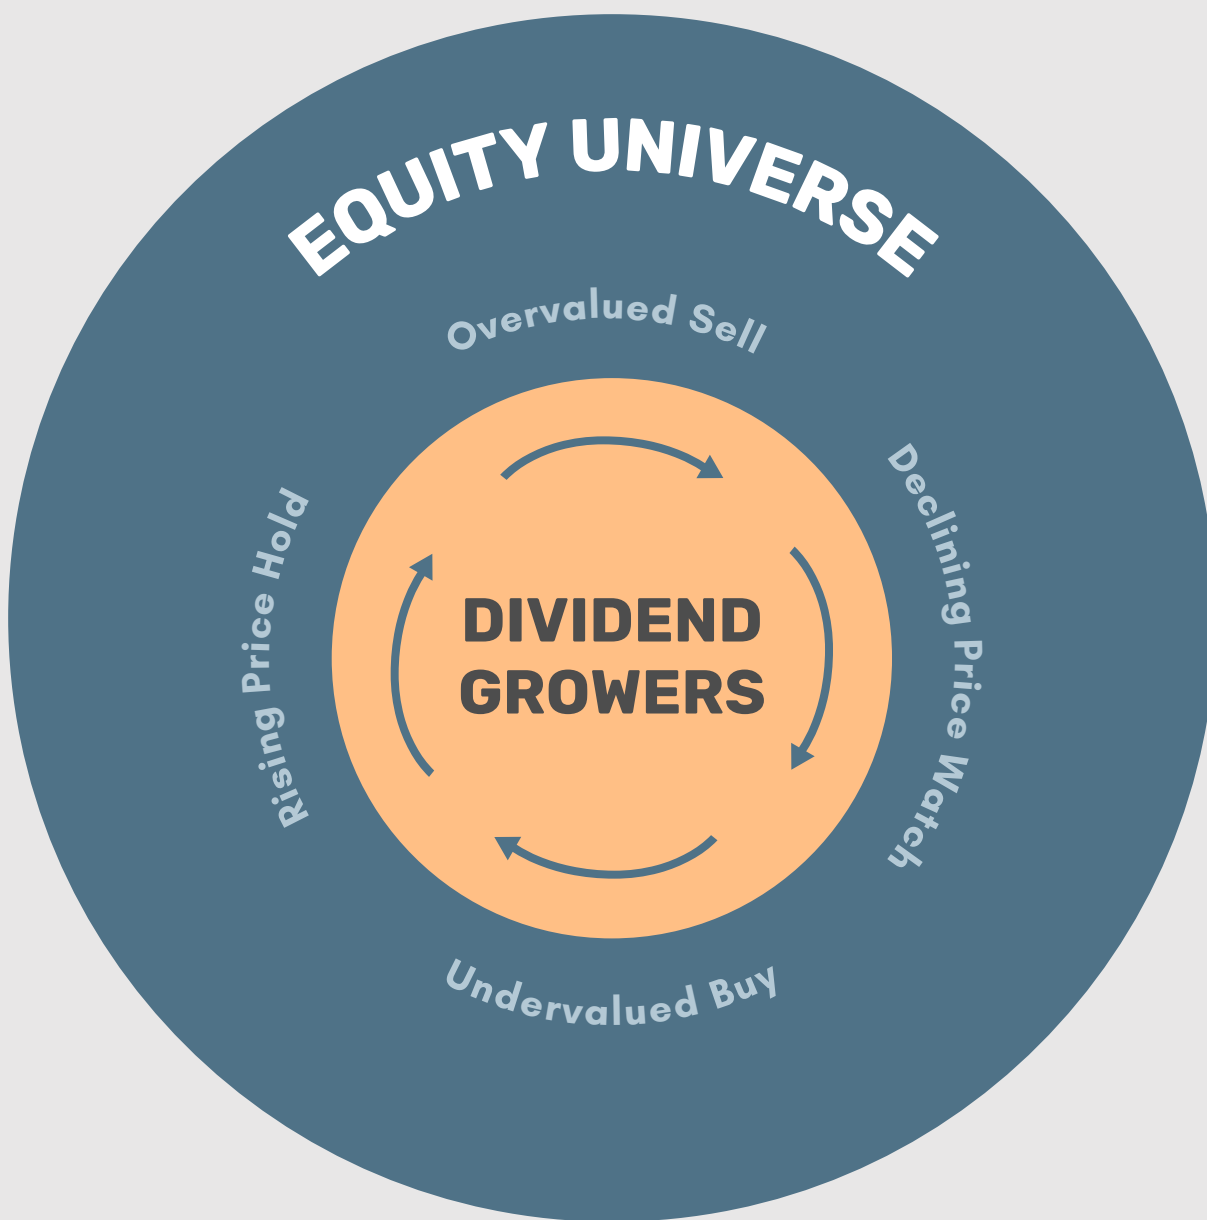 EQUITY UNIVERSE
Overvalued Sell
Declining Price Watch
Undervalued Buy
Rising Price Hold
DIVIDEND
GROWERS